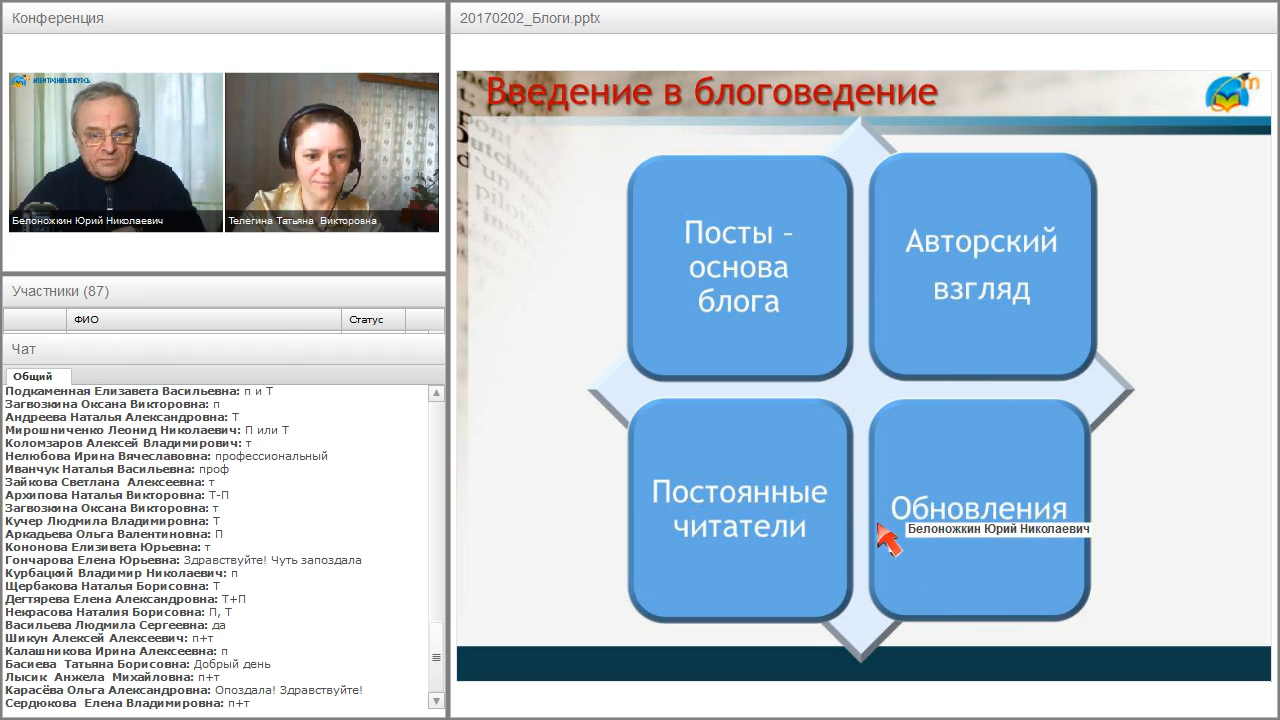 Конференция
ЭЛЕКТРОННЫЕ КУРСЫ
Белоножкин Юрий Николаевич
Телегина Татьяна Викторовна
Участники (87)
ФИО
Статус
Чат
Общий
Подкаменная Елизавета Васильевна: п и Т
Загвозкина Оксана Викторовна: п
Андреева Наталья Александровна: Т
Мирошниченко Леонид Николаевич: П или Т
Коломзаров Алексей Владимирович: т
Нелюбова Ирина Вячеславовна: профессиональный
Иванчук Наталья Васильевна: проф
Зайкова Светлана Алексеевна: т
Архипова Наталья Викторовна: Т-П
Загвозкина Оксана Викторовна: т
Кучер Людмила Владимировна: Т
Аркадьева Ольга Валентиновна: П
Кононова Елизивета Юрьевна: т
Гончарова Елена Юрьевна: Здравствуйте! Чуть запоздала
Курбацкий Владимир Николаевич: п
Щербакова Наталья Борисовна: Т
Дегтярева Елена Александровна: Т+П
Некрасова Наталия Борисовна: П, Т
Васильева Людмила Сергеевна: да
Шикун Алексей Алексеевич: п+т
Калашникова Ирина Алексеевна: п
Басиева Татьяна Борисовна: Добрый день
Лысик Анжела Михайловна: п+т
Карасёва Ольга Александровна: Опоздала! Здравствуйте!
Сердюкова Елена Владимировна: п+т
20170202_Блоги.pptx
Введение в блоговедение
Посты –
основа
блога
Авторский
взгляд
Постоянные
читатели
Обновления
Белоножкин Юрий Николаевич